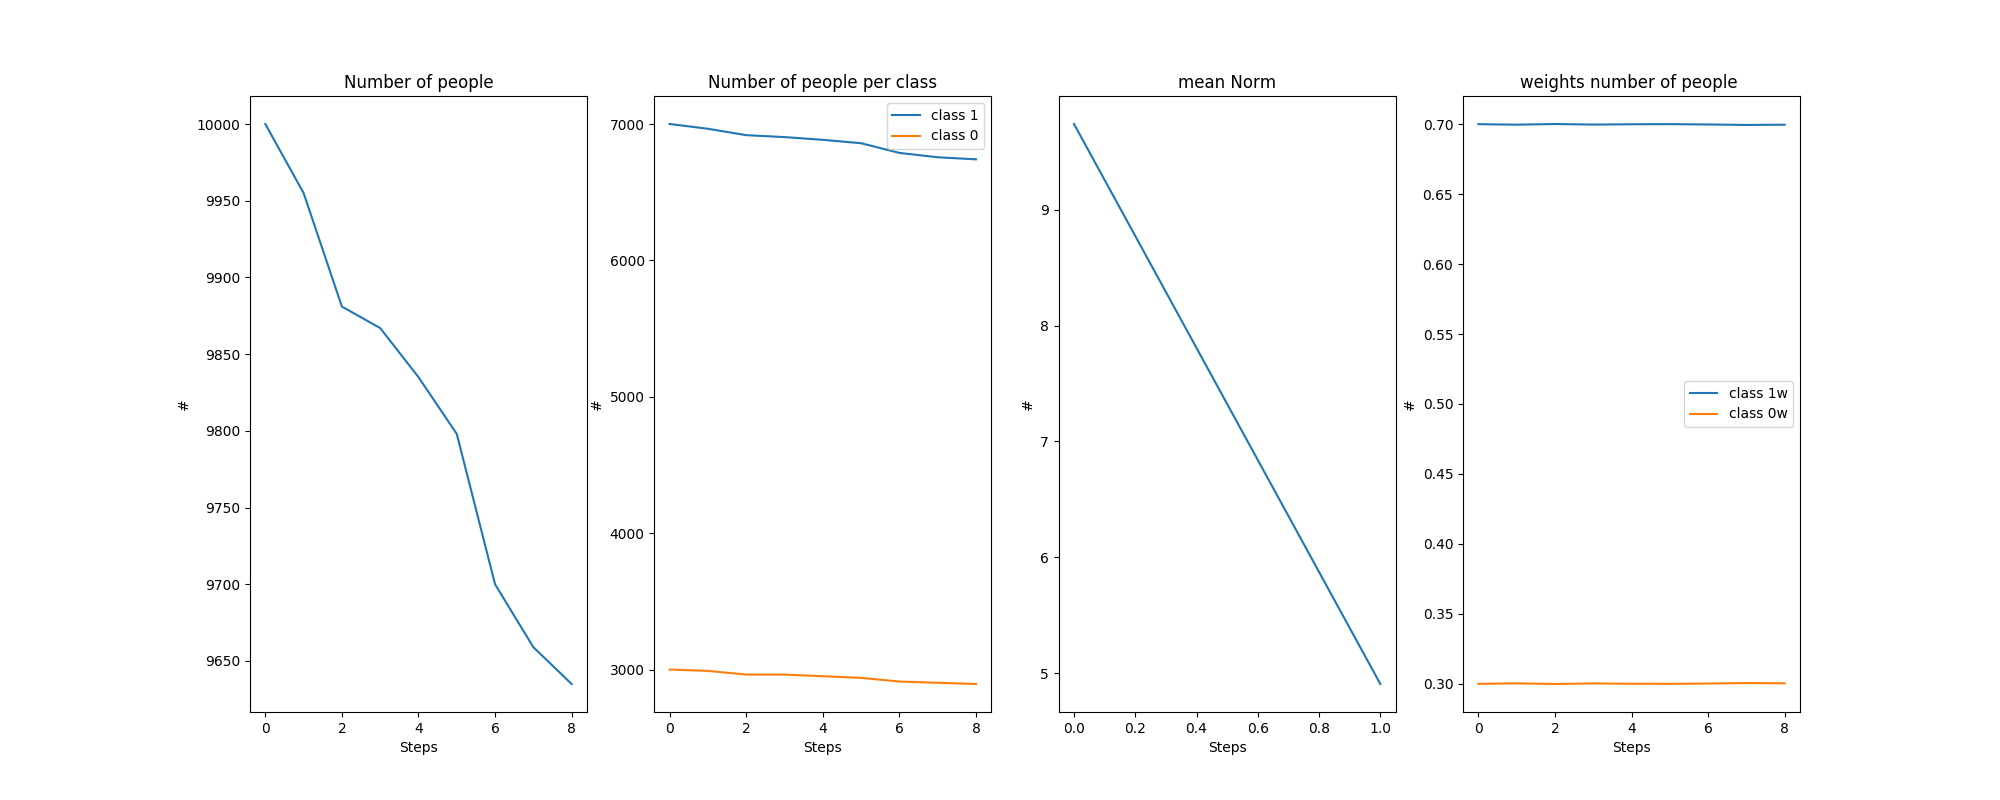 Number of people
10000
9950
9900
9850
9800
9750
9700
9650
#
0 2 4 6 8
Steps
Number of people per class
class 1
class 0
7000
6000
5000
4000
3000
#
0 2 4 6 8
Steps
mean Norm
9
8
7
6
5
#
0.0 0.2 0.4 0.6 0.8 1.0
Steps
weights number of people
0.70
0.65
0.60
0.55
0.50
0.45
0.40
0.35
0.30
#
class 1w
class 0w
0 2 4 6 8
Steps